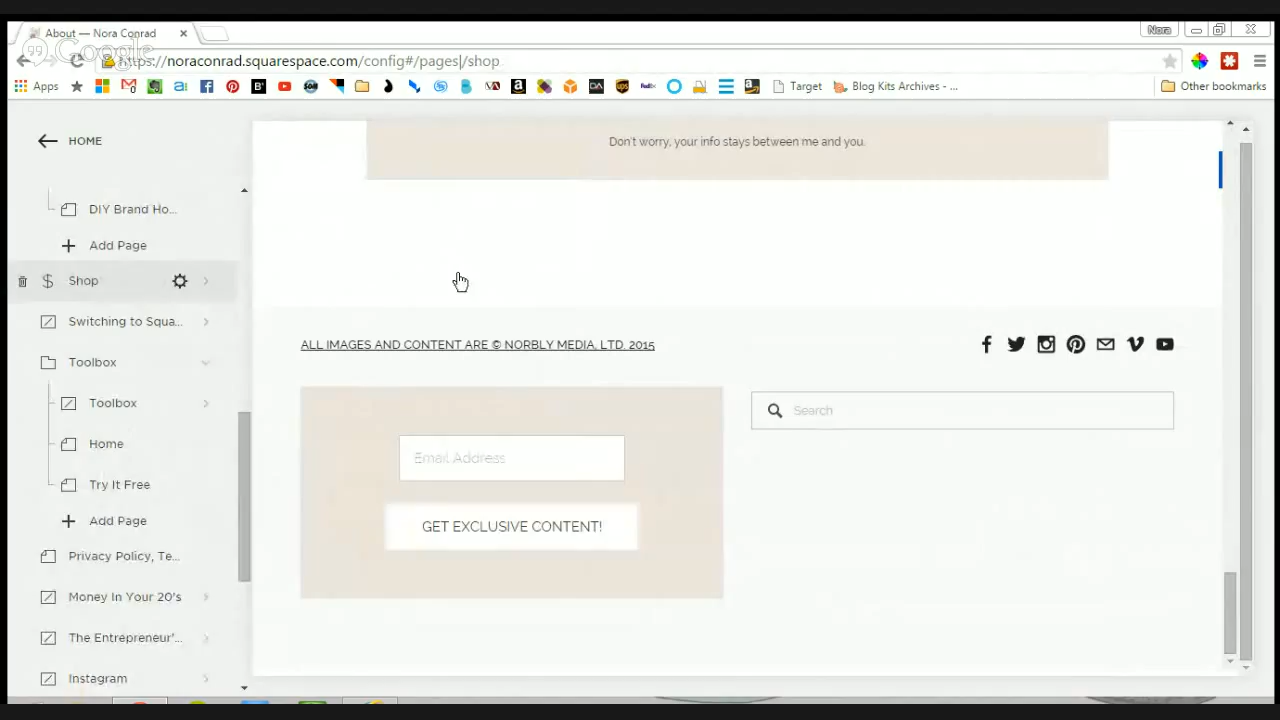 About — Nora Conrad
Nora
Google
https://noraconrad.squarespace.com/config#/pages|/shop
Apps
Target
Blog Kits Archives - ...
Other bookmarks
HOME
DIY Brand Ho...
Add Page
Shop
Switching to Squa...
Toolbox
Toolbox
Home
Try It Free
Add Page
Privacy Policy, Te...
Money In Your 20's
The Entrepreneur'...
Instagram
Don't worry, your info stays between me and you.
ALL IMAGES AND CONTENT ARE © NORBLY MEDIA, LTD. 2015
Search
Email Address
GET EXCLUSIVE CONTENT!